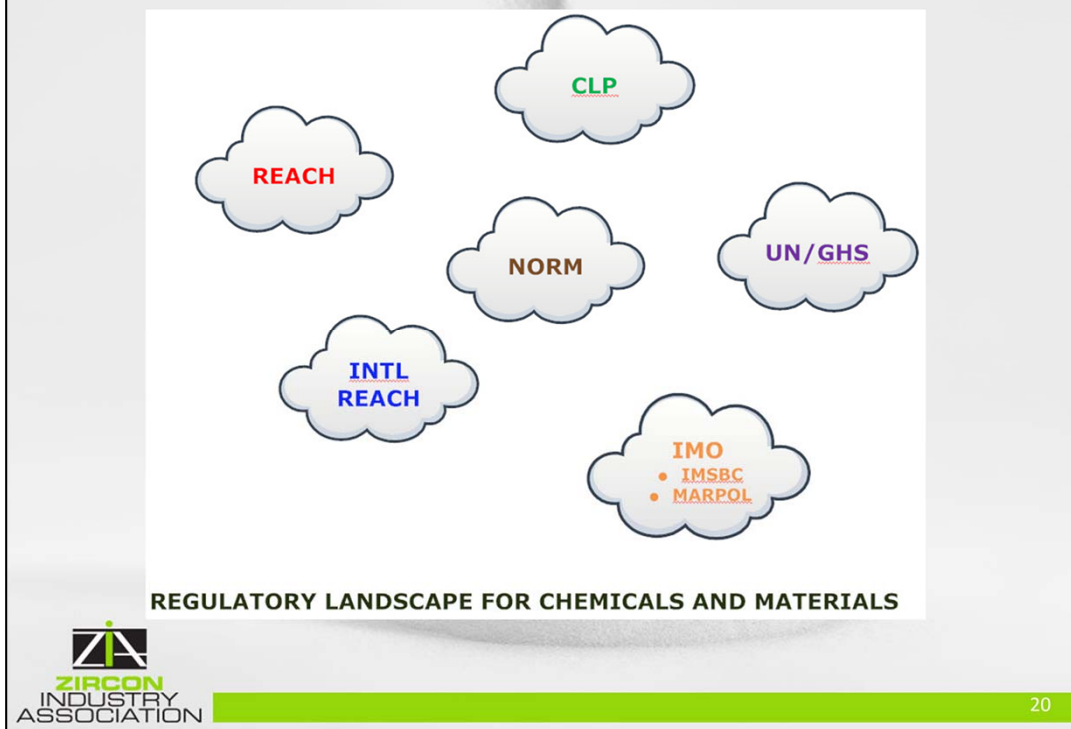 CLP
REACH
NORM
UN/GHS
INTL
REACH
IMO
• IMSBC
• MARPOL
REGULATORY LANDSCAPE FOR CHEMICALS AND MATERIALS
ZIA
ZIRCON
INDUSTRY
ASSOCIATION
20